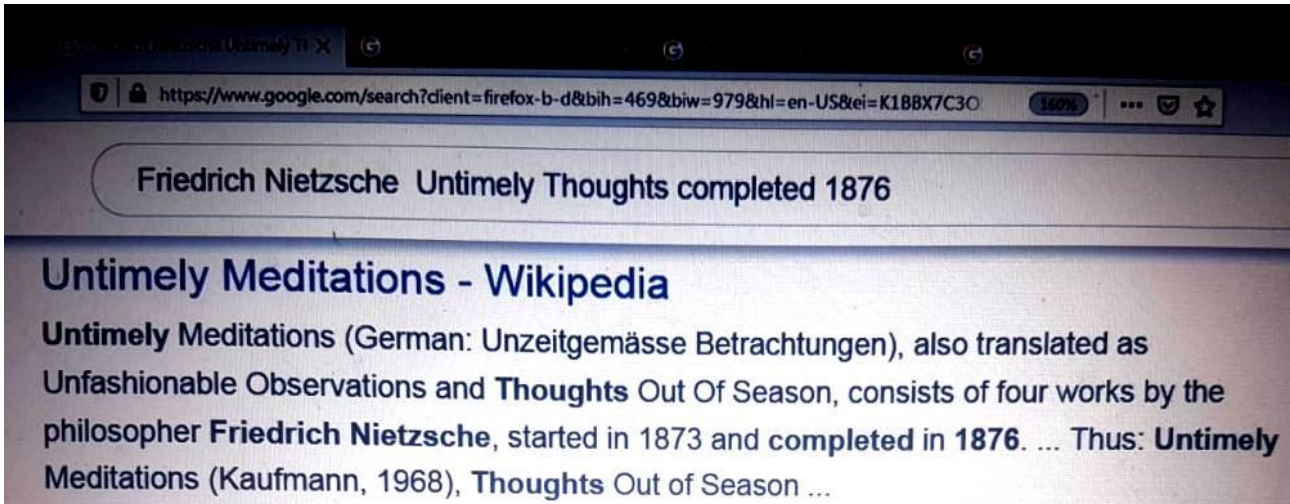 Untimely Th
https://www.google.com/search?client=firefox-b-d&bih=469&biw=979&hl=en-US&ei=K1BBX7C3O 160%
Friedrich Nietzsche Untimely Thoughts completed 1876
Untimely Meditations - Wikipedia
Untimely Meditations (German: Unzeitgemässe Betrachtungen), also translated as
Unfashionable Observations and Thoughts Out Of Season, consists of four works by the
philosopher Friedrich Nietzsche, started in 1873 and completed in 1876. ... Thus: Untimely
Meditations (Kaufmann, 1968), Thoughts Out of Season ...